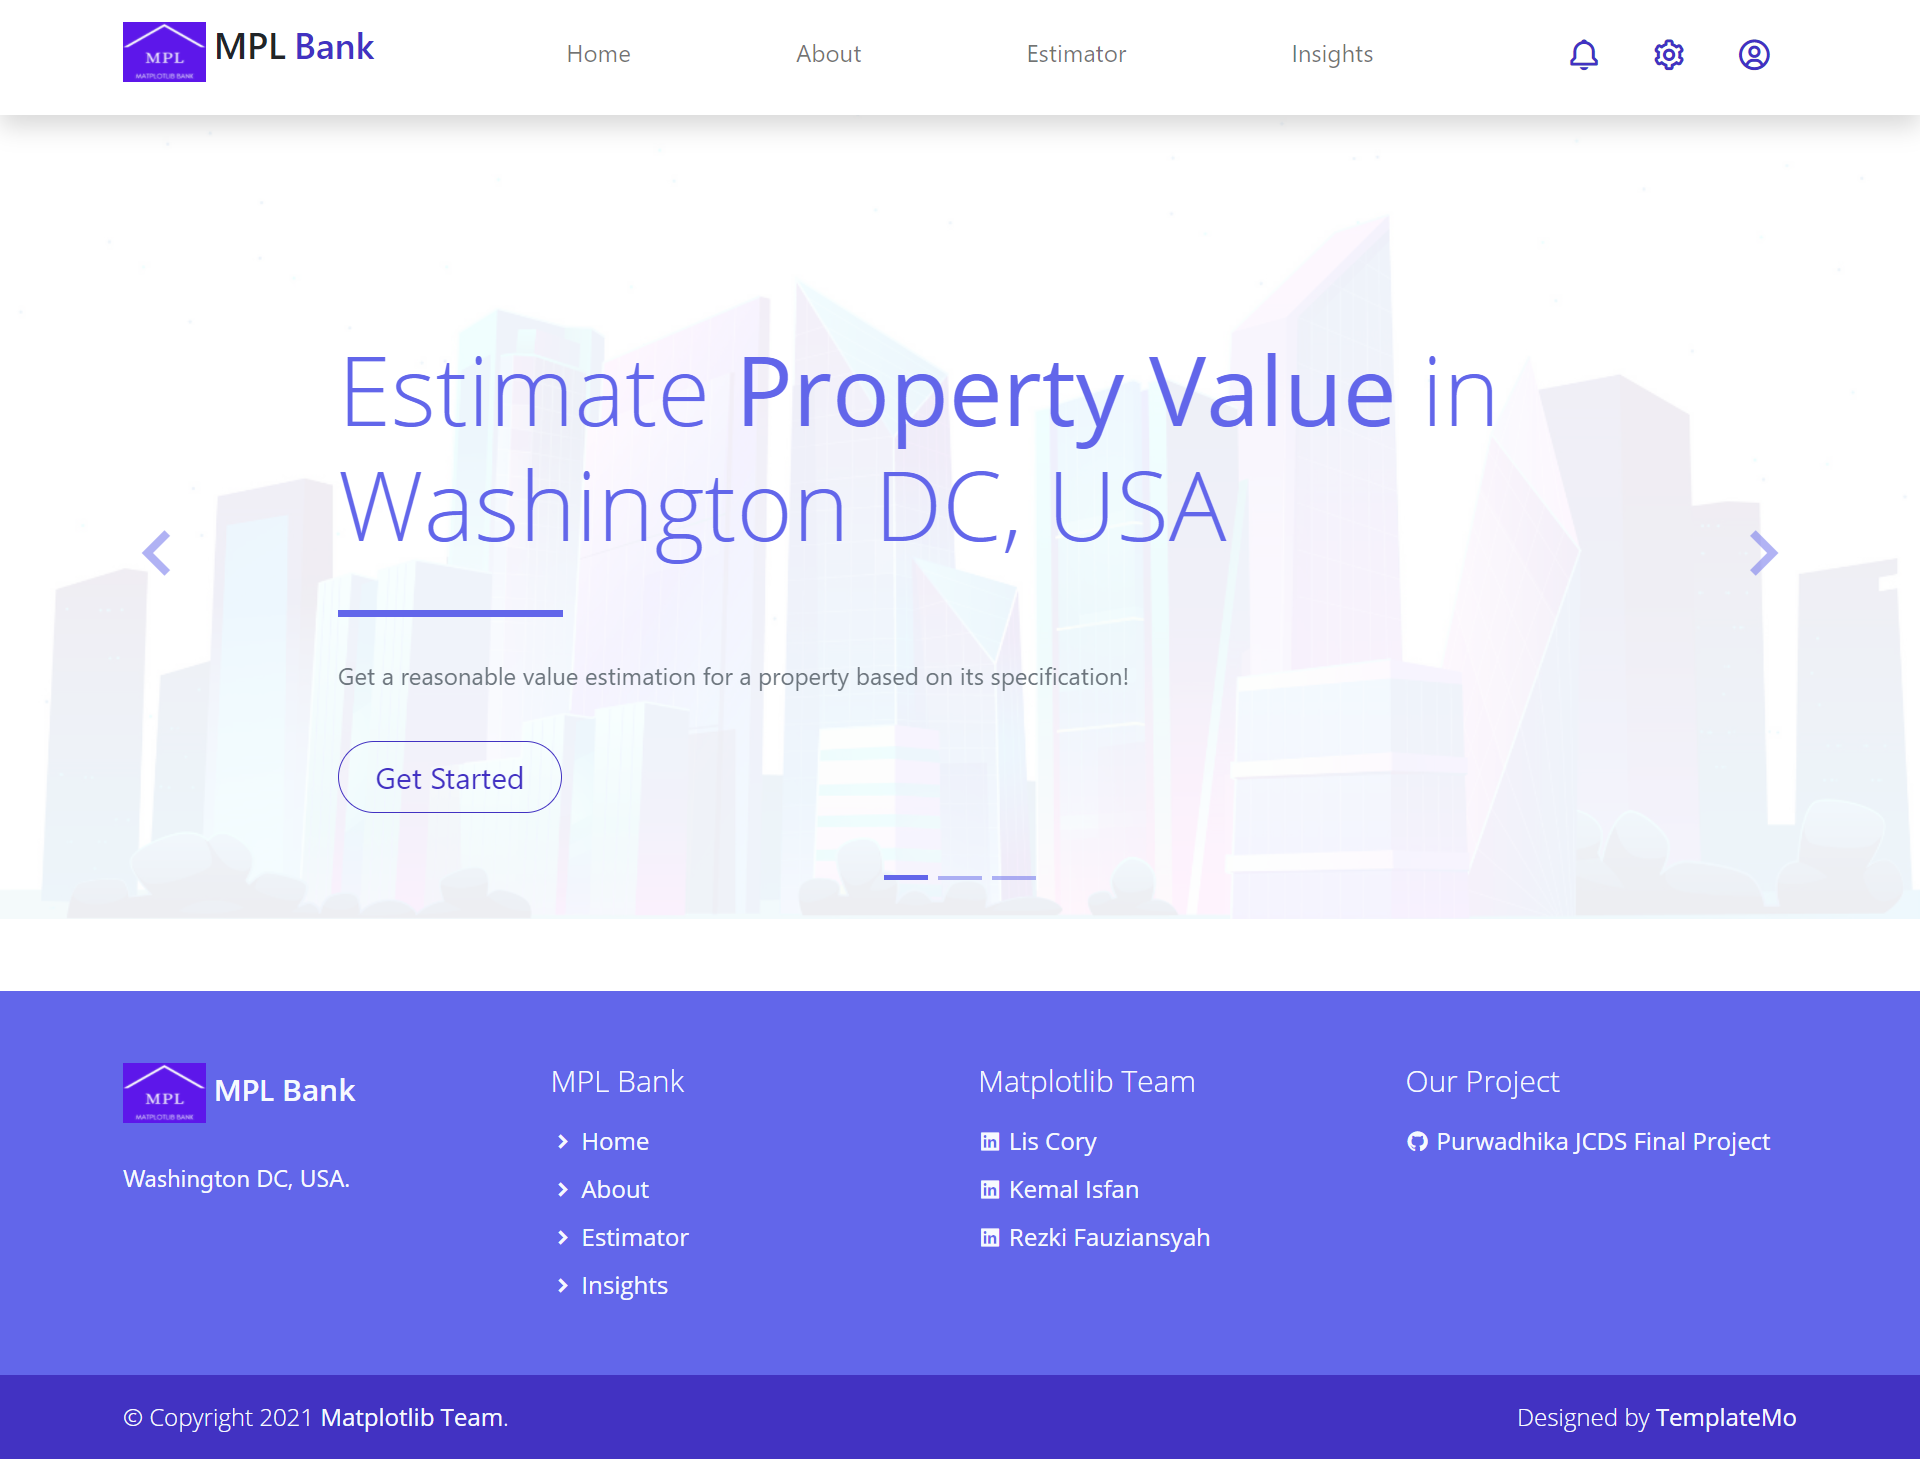 MPL
MATPLOTLIB BANK
MPL Bank
Home
About
Estimator
Insights
Estimate Property Value in
Washington DC, USA
Get a reasonable value estimation for a property based on its specification!
Get Started
MPL
MATPLOTLIB BANK
MPL Bank
Washington DC, USA.
MPL Bank
Home
About
Estimator
Insights
Matplotlib Team
Lis Cory
Kemal Isfan
Rezki Fauziansyah
Our Project
Purwadhika JCDS Final Project
© Copyright 2021 Matplotlib Team.
Designed by TemplateMo